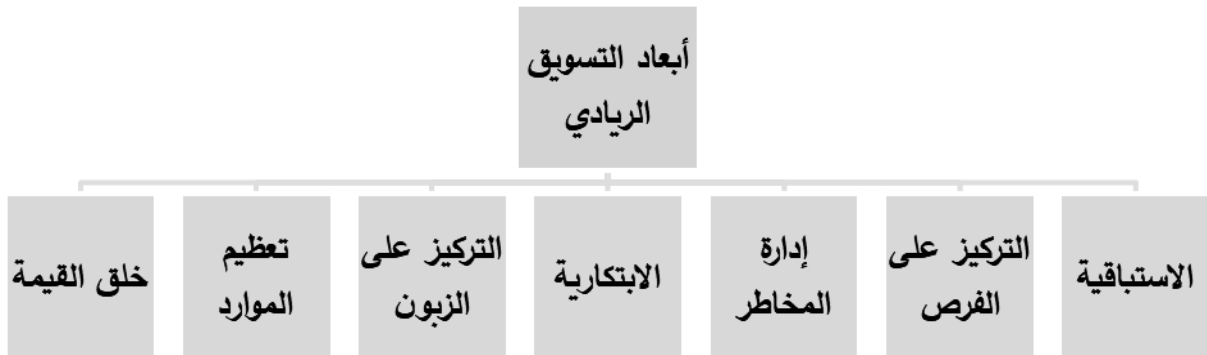 أبعاد التسويق
الريادي
الاستباقية
التركيز على
الفرص
إدارة
المخاطر
الابتكارية
التركيز على
الزبون
تعظيم
الموارد
خلق القيمة